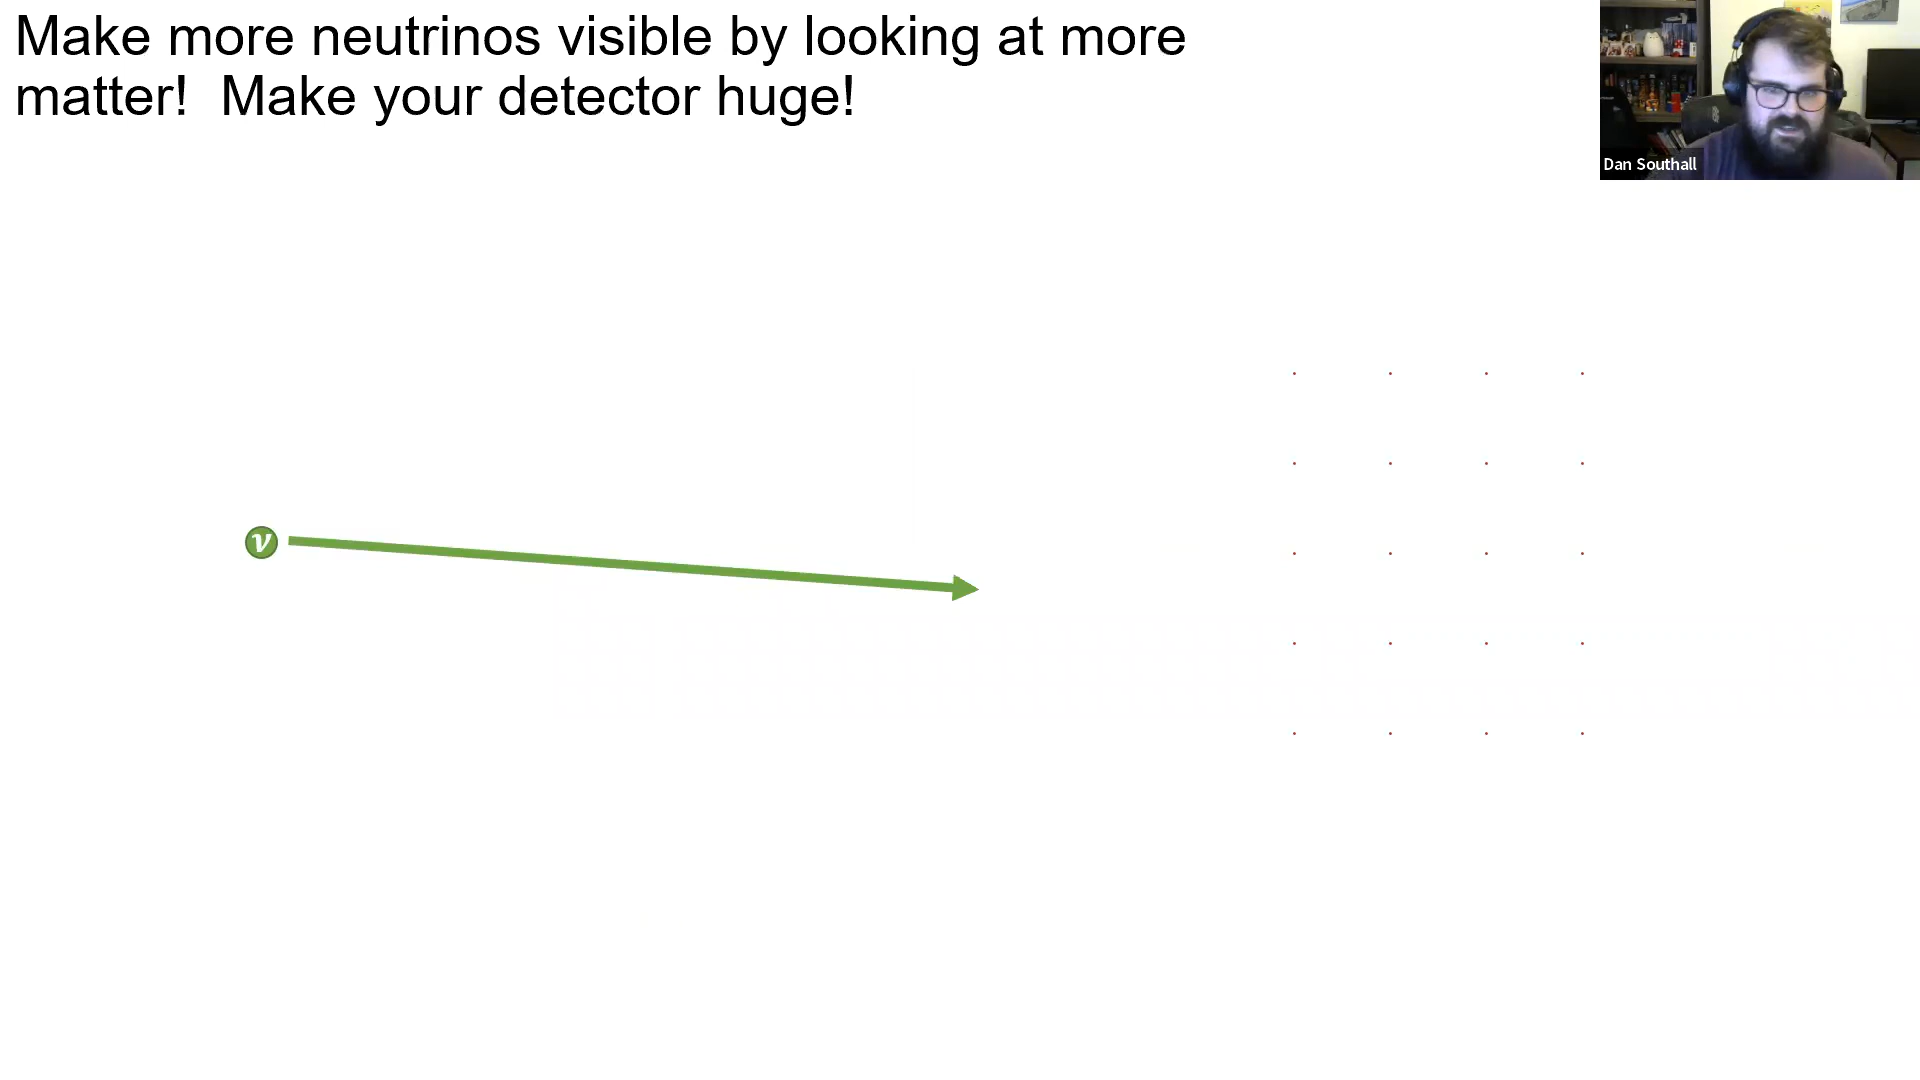 Make more neutrinos visible by looking at more
matter!  Make your detector huge!
Dan Southall
ν